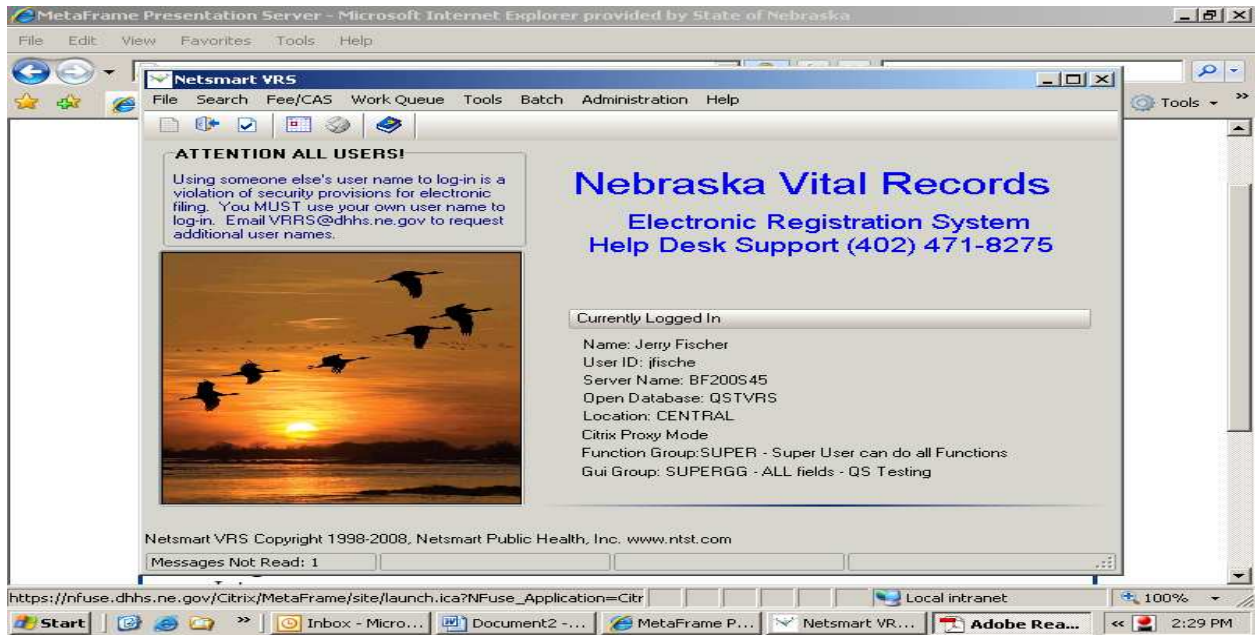 MetaFrame Presentation Server - Microsoft Internet Explorer provided by State of Nebraska
File Edit View Favorites Tools Help
Netsmart VRS
File Search Fee/CAS Work Queue Tools Batch Administration Help
Tools
ATTENTION ALL USERS!
Using someone else's user name to log-in is a
violation of security provisions for electronic
filing. You MUST use your own user name to
log-in. Email VRRS@dhhs.ne.gov to request
additional user names.
Nebraska Vital Records
Electronic Registration System
Help Desk Support (402) 471-8275
Currently Logged In
Name: Jerry Fischer
User ID: jfische
Server Name: BF200S45
Open Database: QSTVRS
Location: CENTRAL
Citrix Proxy Mode
Function Group:SUPER - Super User can do all Functions
Gui Group: SUPERGG - ALL fields - QS Testing
Netsmart VRS Copyright 1998-2008, Netsmart Public Health, Inc. www.ntst.com
Messages Not Read: 1
https://nfuse.dhhs.ne.gov/Citrix/MetaFrame/site/launch.ica?NFuse_Application=Citr
Local intranet
100%
Start
Inbox - Micro...
Document2 -...
MetaFrame P...
Netsmart VR...
Adobe Rea...
2:29 PM